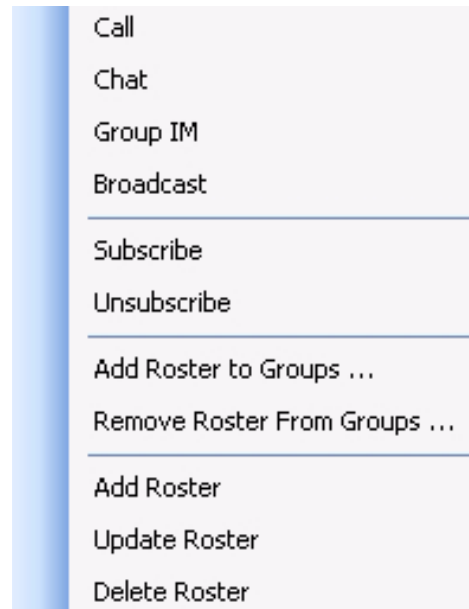 Call
Chat
Group IM
Broadcast
Subscribe
Unsubscribe
Add Roster to Groups ...
Remove Roster From Groups ...
Add Roster
Update Roster
Delete Roster